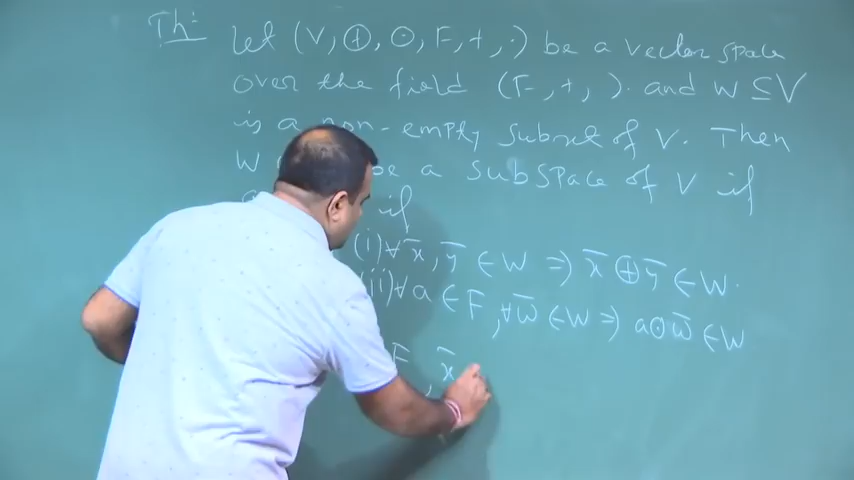 Th:
Let (V, ⊕, ⊙, F, +, ·) be a vector space
over the field (F, +, ). and W ⊆ V
is a non-empty subset of V. Then
W be a subspace of V if
if
(i) ∀ x̄, ȳ ∈ W ⇒ x̄ ⊕ ȳ ∈ W.
(ii) ∀ a ∈ F, ∀ w̄ ∈ W ⇒ a ⊙ w̄ ∈ W
F, x̄